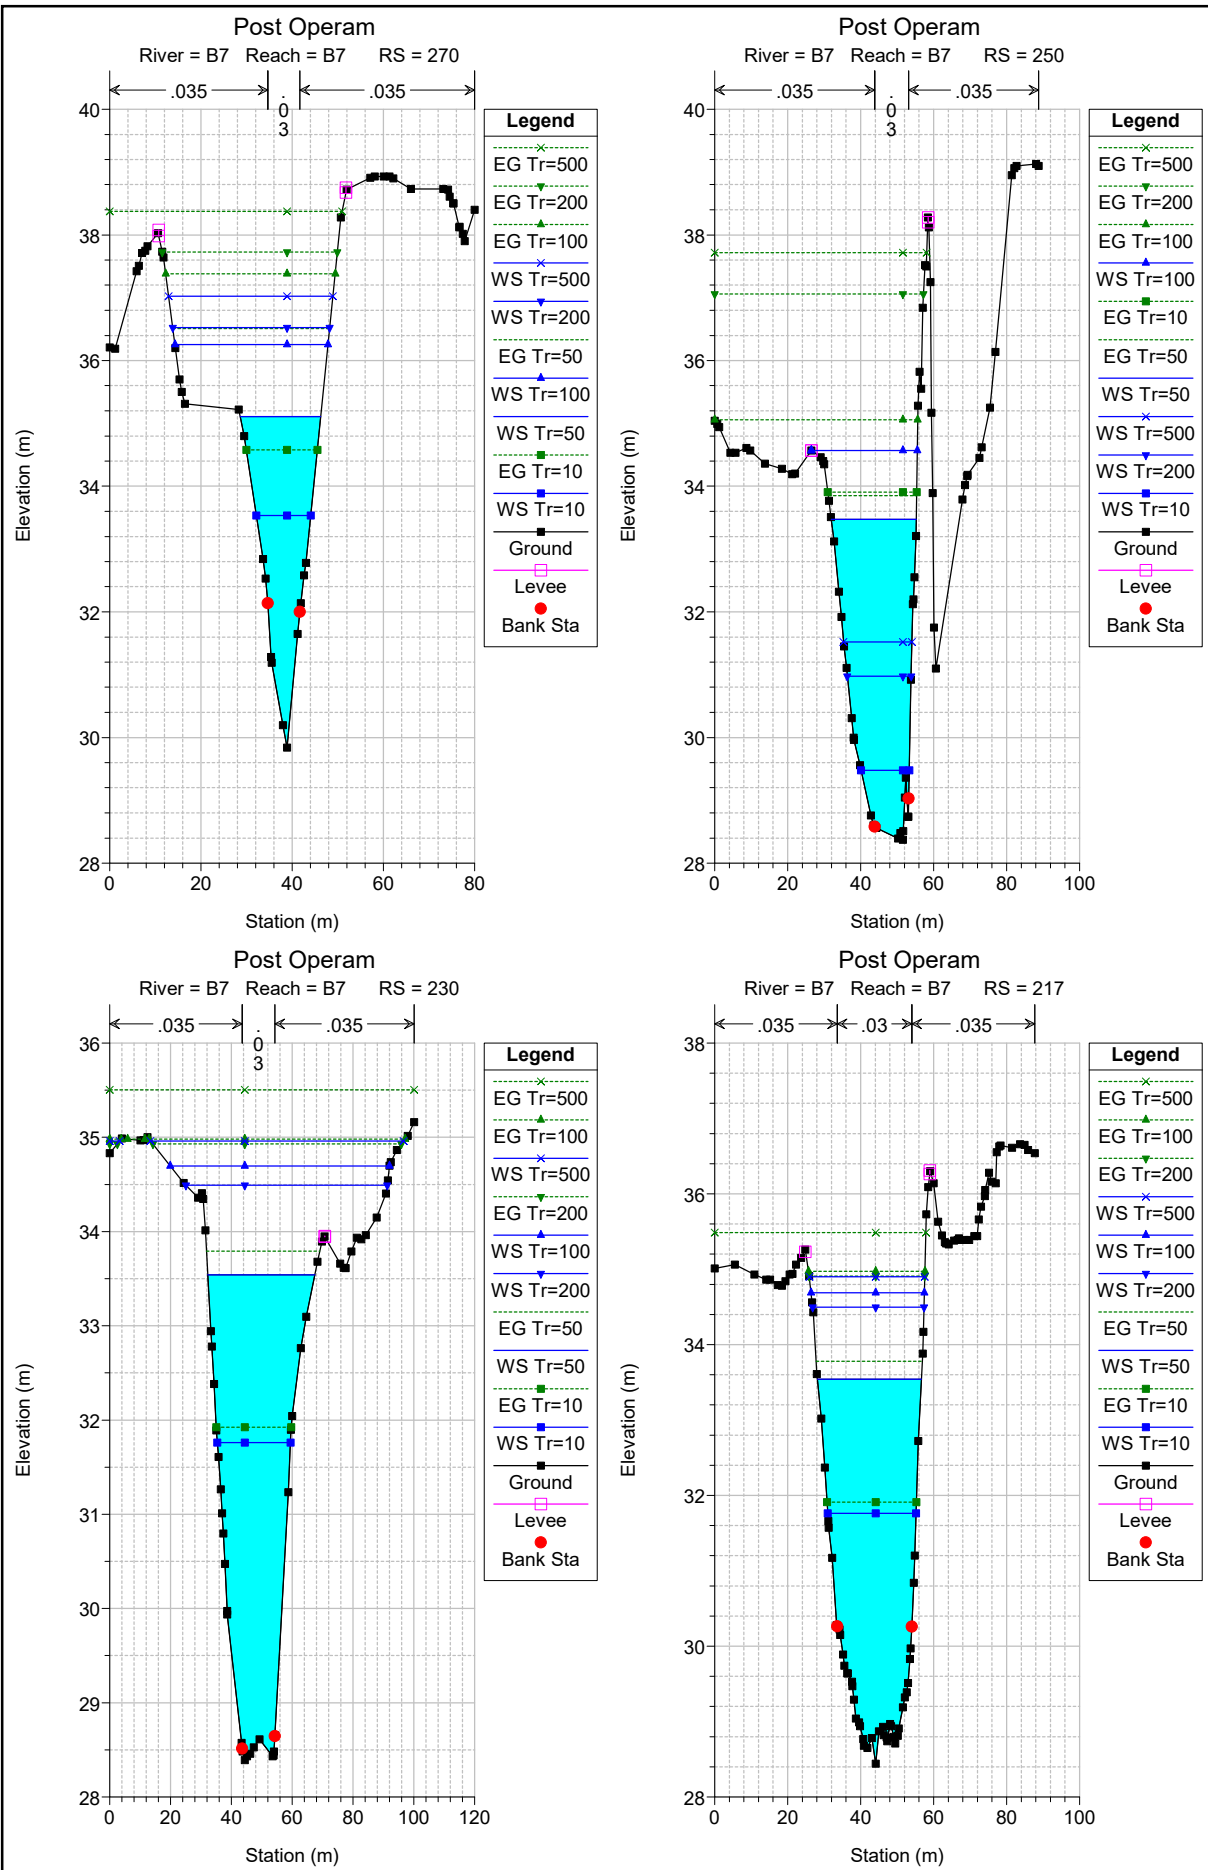 Post Operam
River = B7 Reach = B7 RS = 270
.035 .03 .035
Legend
EG Tr=500
EG Tr=200
EG Tr=100
WS Tr=500
WS Tr=200
EG Tr=50
WS Tr=100
WS Tr=50
EG Tr=10
WS Tr=10
Ground
Levee
Bank Sta
40
38
36
34
32
30
28
Elevation (m)
0 20 40 60 80
Station (m)
Post Operam
River = B7 Reach = B7 RS = 250
.035 .03 .035
Legend
EG Tr=500
EG Tr=200
EG Tr=100
WS Tr=100
EG Tr=10
EG Tr=50
WS Tr=50
WS Tr=500
WS Tr=200
WS Tr=10
Ground
Levee
Bank Sta
40
38
36
34
32
30
28
Elevation (m)
0 20 40 60 80 100
Station (m)
Post Operam
River = B7 Reach = B7 RS = 230
.035 .03 .035
Legend
EG Tr=500
EG Tr=100
WS Tr=500
EG Tr=200
WS Tr=100
WS Tr=200
EG Tr=50
WS Tr=50
EG Tr=10
WS Tr=10
Ground
Levee
Bank Sta
36
35
34
33
32
31
30
29
28
Elevation (m)
0 20 40 60 80 100 120
Station (m)
Post Operam
River = B7 Reach = B7 RS = 217
.035 .03 .035
Legend
EG Tr=500
EG Tr=100
EG Tr=200
WS Tr=500
WS Tr=100
WS Tr=200
EG Tr=50
WS Tr=50
EG Tr=10
WS Tr=10
Ground
Levee
Bank Sta
38
36
34
32
30
28
Elevation (m)
0 20 40 60 80 100
Station (m)